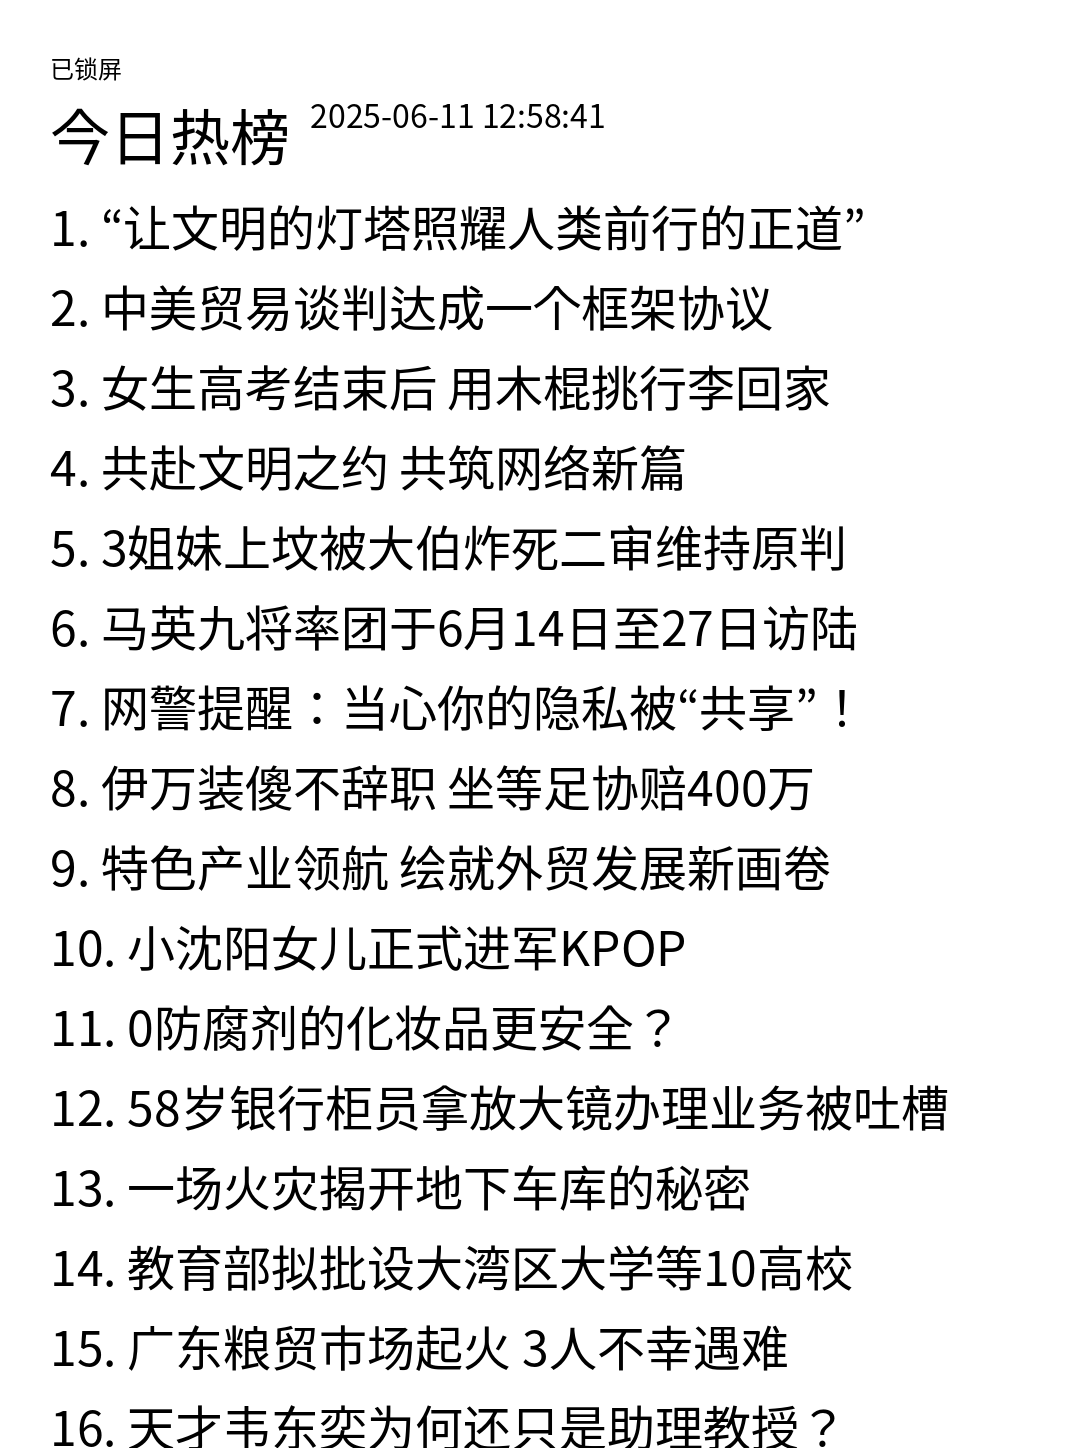 已锁屏
今日热榜 2025-06-11 12:58:41
1. “让文明的灯塔照耀人类前行的正道”
2. 中美贸易谈判达成一个框架协议
3. 女生高考结束后 用木棍挑行李回家
4. 共赴文明之约 共筑网络新篇
5. 3姐妹上坟被大伯炸死二审维持原判
6. 马英九将率团于6月14日至27日访陆
7. 网警提醒：当心你的隐私被“共享”！
8. 伊万装傻不辞职 坐等足协赔400万
9. 特色产业领航 绘就外贸发展新画卷
10. 小沈阳女儿正式进军KPOP
11. 0防腐剂的化妆品更安全？
12. 58岁银行柜员拿放大镜办理业务被吐槽
13. 一场火灾揭开地下车库的秘密
14. 教育部拟批设大湾区大学等10高校
15. 广东粮贸市场起火 3人不幸遇难
16. 天才韦东奕为何还只是助理教授？